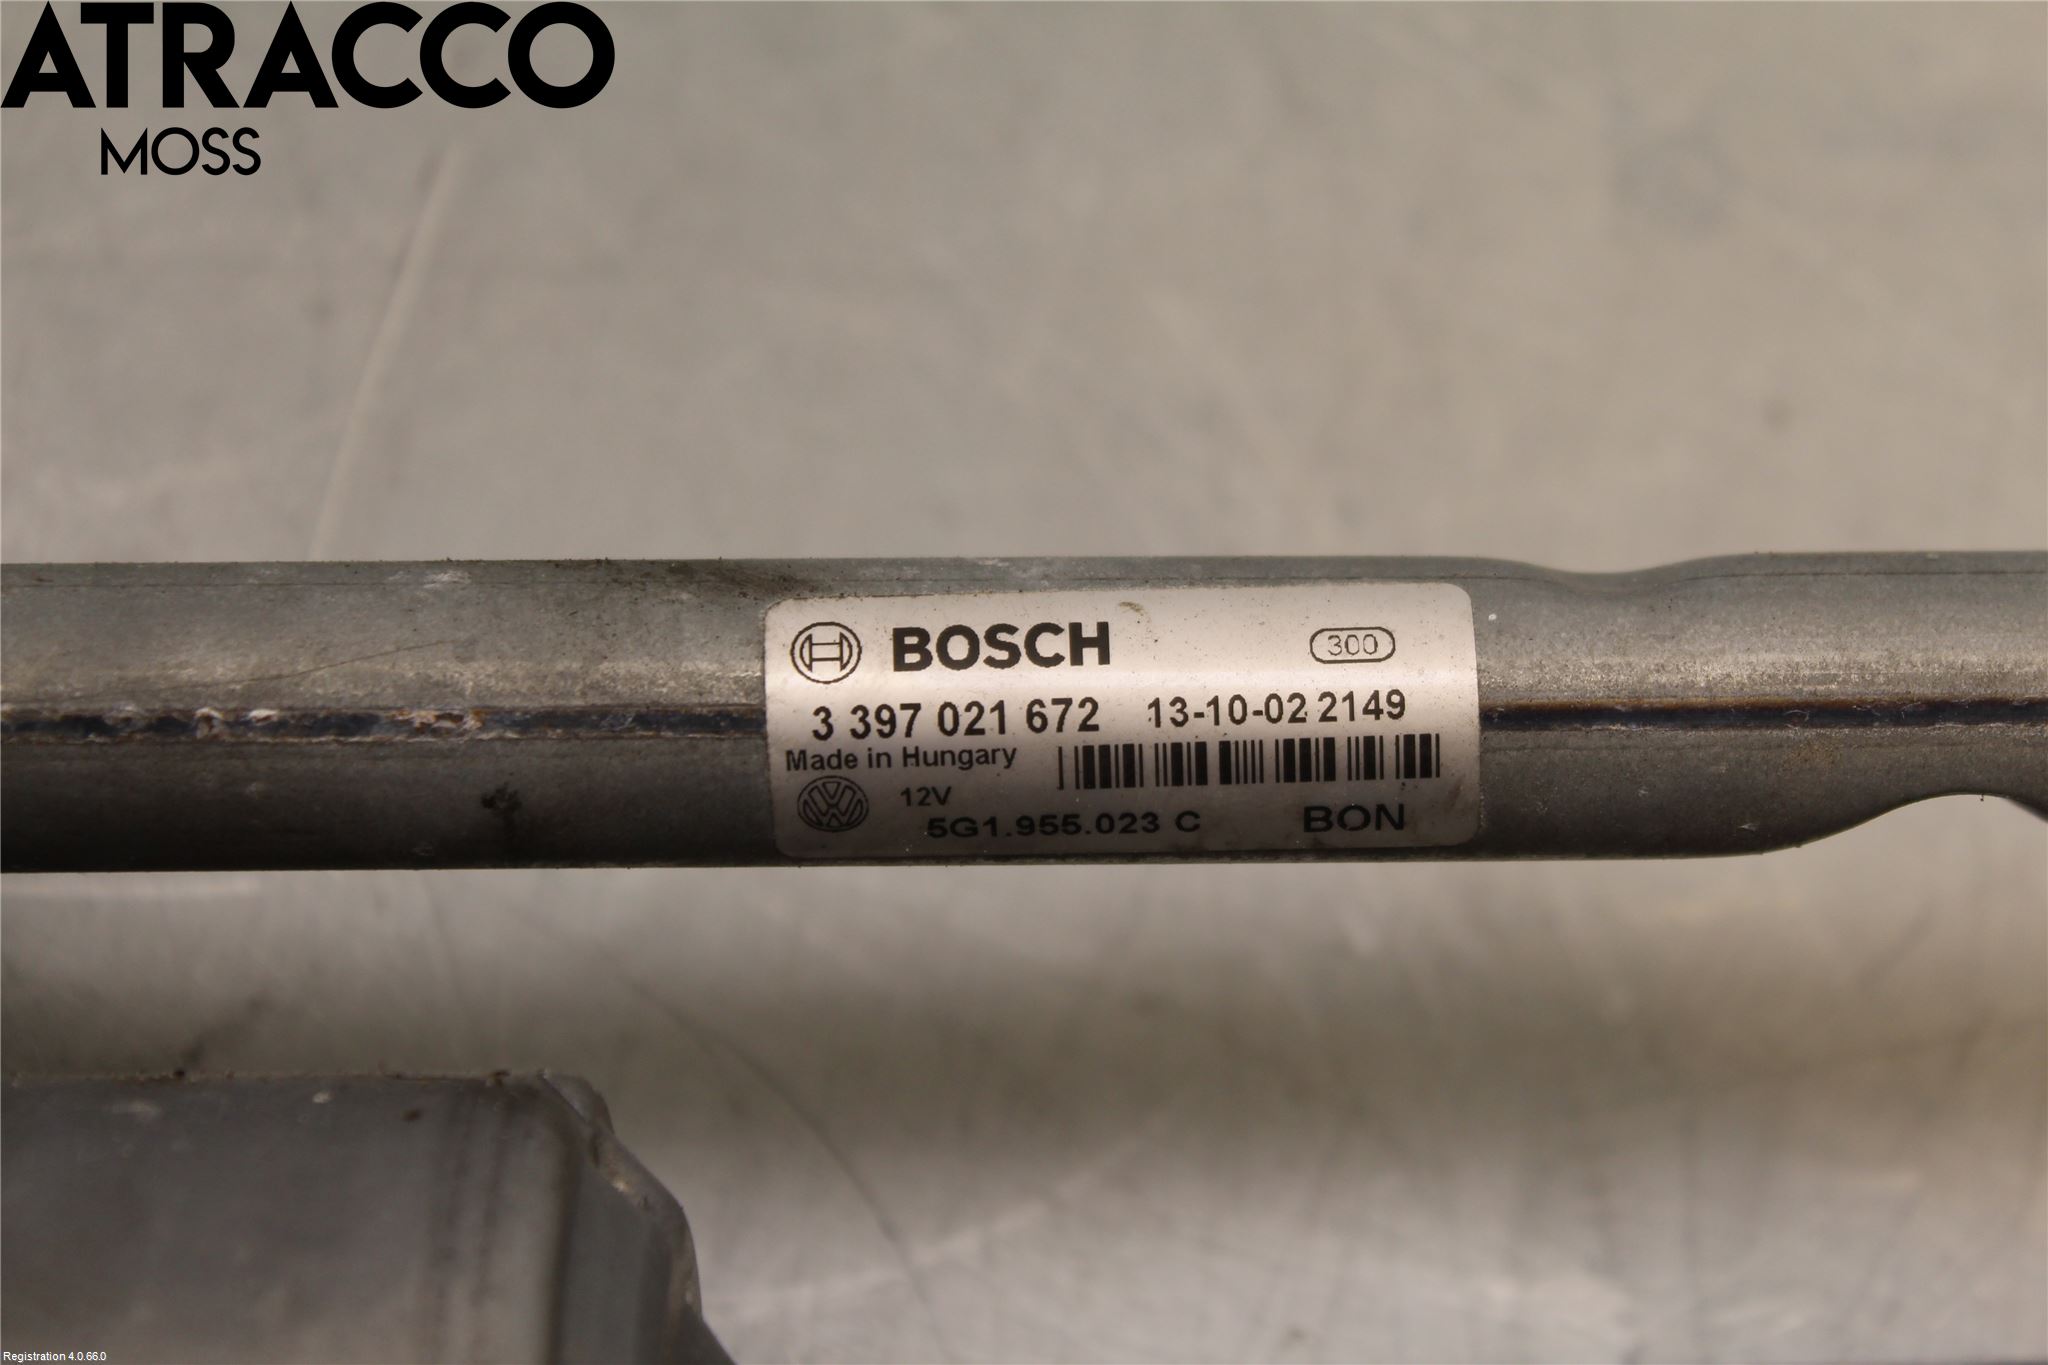 ATRACCO
MOSS
BOSCH 300
3 397 021 672 13-10-02 2149
Made in Hungary
12V
5G1.955.023 C BON
Registration 4.0.66.0